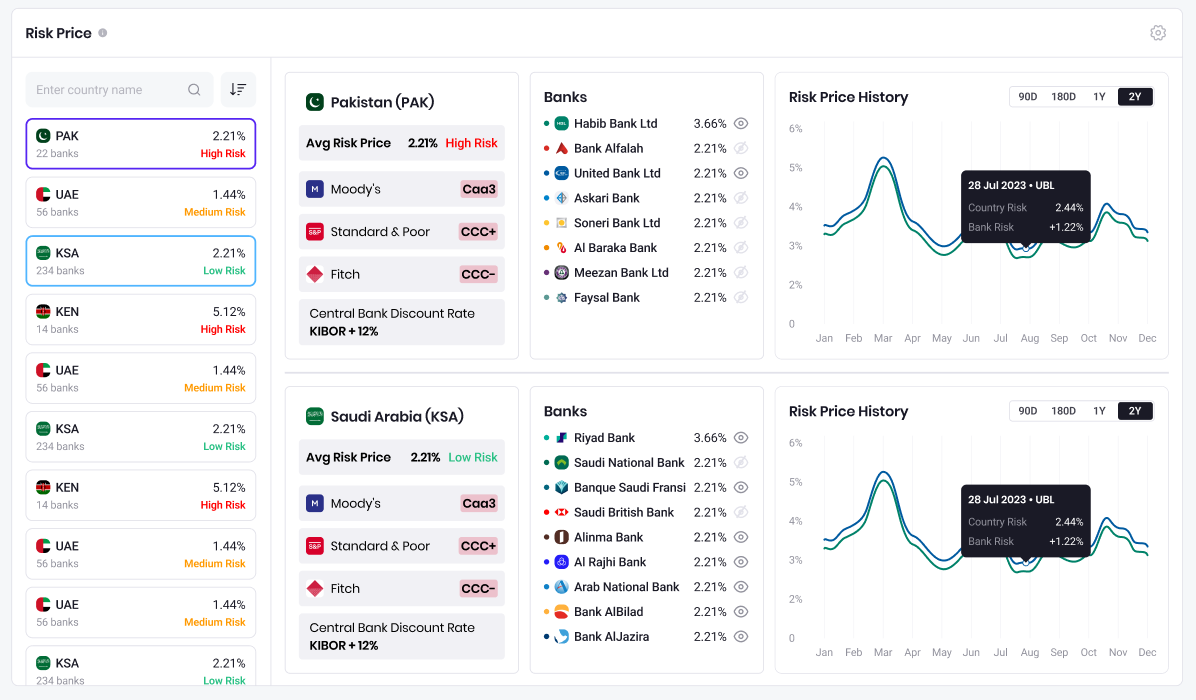 Risk Price
Enter country name
PAK 2.21%
22 banks High Risk
UAE 1.44%
56 banks Medium Risk
KSA 2.21%
234 banks Low Risk
KEN 5.12%
14 banks High Risk
UAE 1.44%
56 banks Medium Risk
KSA 2.21%
234 banks Low Risk
KEN 5.12%
14 banks High Risk
UAE 1.44%
56 banks Medium Risk
UAE 1.44%
56 banks Medium Risk
KSA 2.21%
234 banks Low Risk
Pakistan (PAK)
Avg Risk Price 2.21% High Risk
M Moody's Caa3
S&P Standard & Poor CCC+
Fitch CCC-
Central Bank Discount Rate
KIBOR + 12%
Banks
HBL Habib Bank Ltd 3.66%
Bank Alfalah 2.21%
United Bank Ltd 2.21%
Askari Bank 2.21%
Soneri Bank Ltd 2.21%
Al Baraka Bank 2.21%
Meezan Bank Ltd 2.21%
Faysal Bank 2.21%
Risk Price History
90D 180D 1Y 2Y
6%
5%
4%
3%
2%
0
28 Jul 2023 • UBL
Country Risk 2.44%
Bank Risk +1.22%
Jan Feb Mar Apr May Jun Jul Aug Sep Oct Nov Dec
Saudi Arabia (KSA)
Avg Risk Price 2.21% Low Risk
M Moody's Caa3
S&P Standard & Poor CCC+
Fitch CCC-
Central Bank Discount Rate
KIBOR + 12%
Banks
Riyad Bank 3.66%
Saudi National Bank 2.21%
Banque Saudi Fransi 2.21%
Saudi British Bank 2.21%
Alinma Bank 2.21%
Al Rajhi Bank 2.21%
Arab National Bank 2.21%
Bank AlBilad 2.21%
Bank AlJazira 2.21%
Risk Price History
90D 180D 1Y 2Y
6%
5%
4%
3%
2%
0
28 Jul 2023 • UBL
Country Risk 2.44%
Bank Risk +1.22%
Jan Feb Mar Apr May Jun Jul Aug Sep Oct Nov Dec